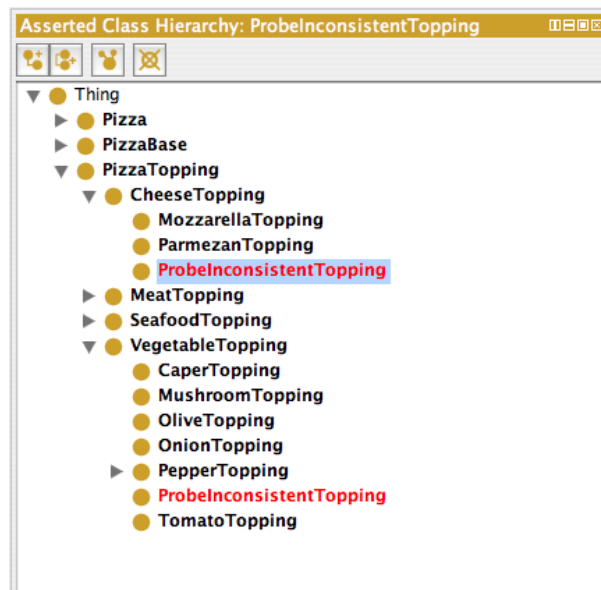 Asserted Class Hierarchy: ProbeInconsistentTopping
Thing
Pizza
PizzaBase
PizzaTopping
CheeseTopping
MozzarellaTopping
ParmezanTopping
ProbeInconsistentTopping
MeatTopping
SeafoodTopping
VegetableTopping
CaperTopping
MushroomTopping
OliveTopping
OnionTopping
PepperTopping
ProbeInconsistentTopping
TomatoTopping